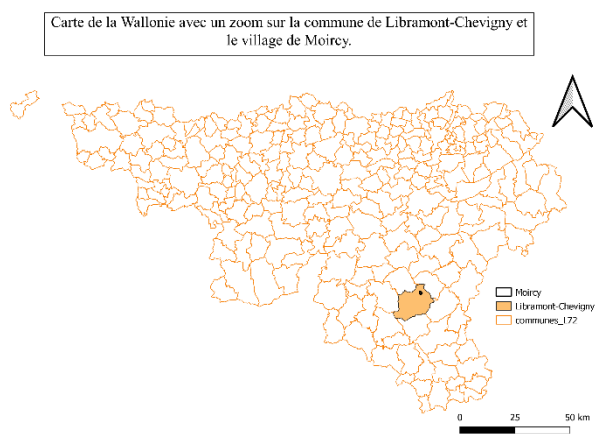 Carte de la Wallonie avec un zoom sur la commune de Libramont-Chevigny et
le village de Moircy.
Moircy
Libramont-Chevigny
communes_L72
0 25 50 km